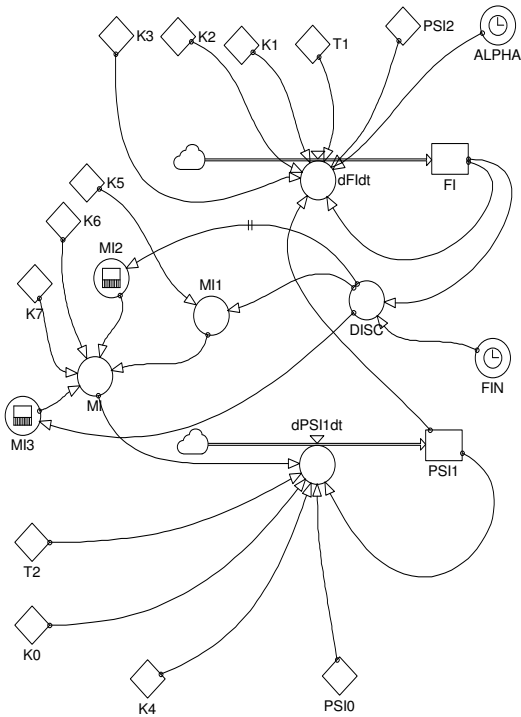 K3
K2
K1
T1
PSI2
ALPHA
dFIdt
FI
K5
K6
MI2
MI1
K7
DISC
FIN
MI
MI3
dPSI1dt
PSI1
T2
K0
K4
PSI0